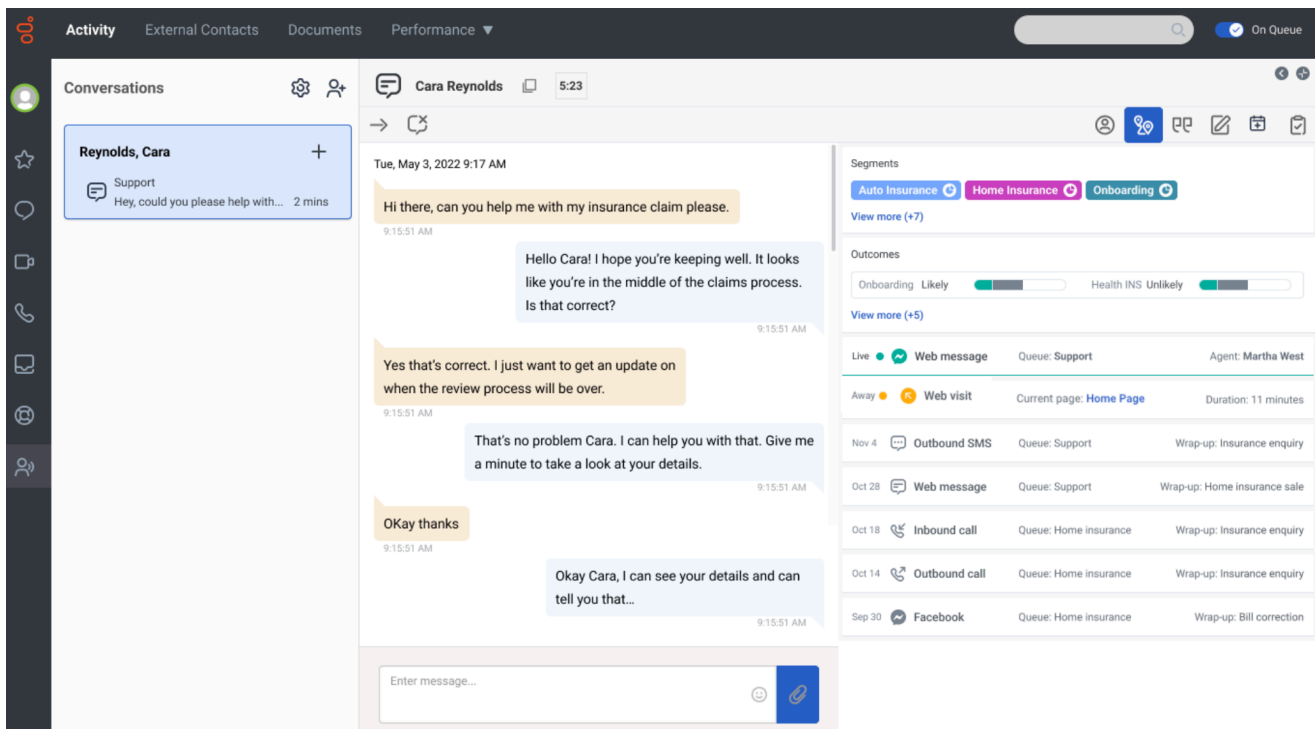 Activity External Contacts Documents Performance ▼ On Queue
Conversations
Reynolds, Cara
Support
Hey, could you please help with... 2 mins
Cara Reynolds 5:23
Tue, May 3, 2022 9:17 AM
Hi there, can you help me with my insurance claim please.
9:15:51 AM
Hello Cara! I hope you're keeping well. It looks
like you're in the middle of the claims process.
Is that correct?
9:15:51 AM
Yes that's correct. I just want to get an update on
when the review process will be over.
9:15:51 AM
That's no problem Cara. I can help you with that. Give me
a minute to take a look at your details.
9:15:51 AM
OKay thanks
9:15:51 AM
Okay Cara, I can see your details and can
tell you that...
9:15:51 AM
Enter message...
Segments
Auto Insurance Home Insurance Onboarding
View more (+7)
Outcomes
Onboarding Likely Health INS Unlikely
View more (+5)
Live Web message Queue: Support Agent: Martha West
Away Web visit Current page: Home Page Duration: 11 minutes
Nov 4 Outbound SMS Queue: Support Wrap-up: Insurance enquiry
Oct 28 Web message Queue: Support Wrap-up: Home insurance sale
Oct 18 Inbound call Queue: Home insurance Wrap-up: Insurance enquiry
Oct 14 Outbound call Queue: Home insurance Wrap-up: Insurance enquiry
Sep 30 Facebook Queue: Home insurance Wrap-up: Bill correction